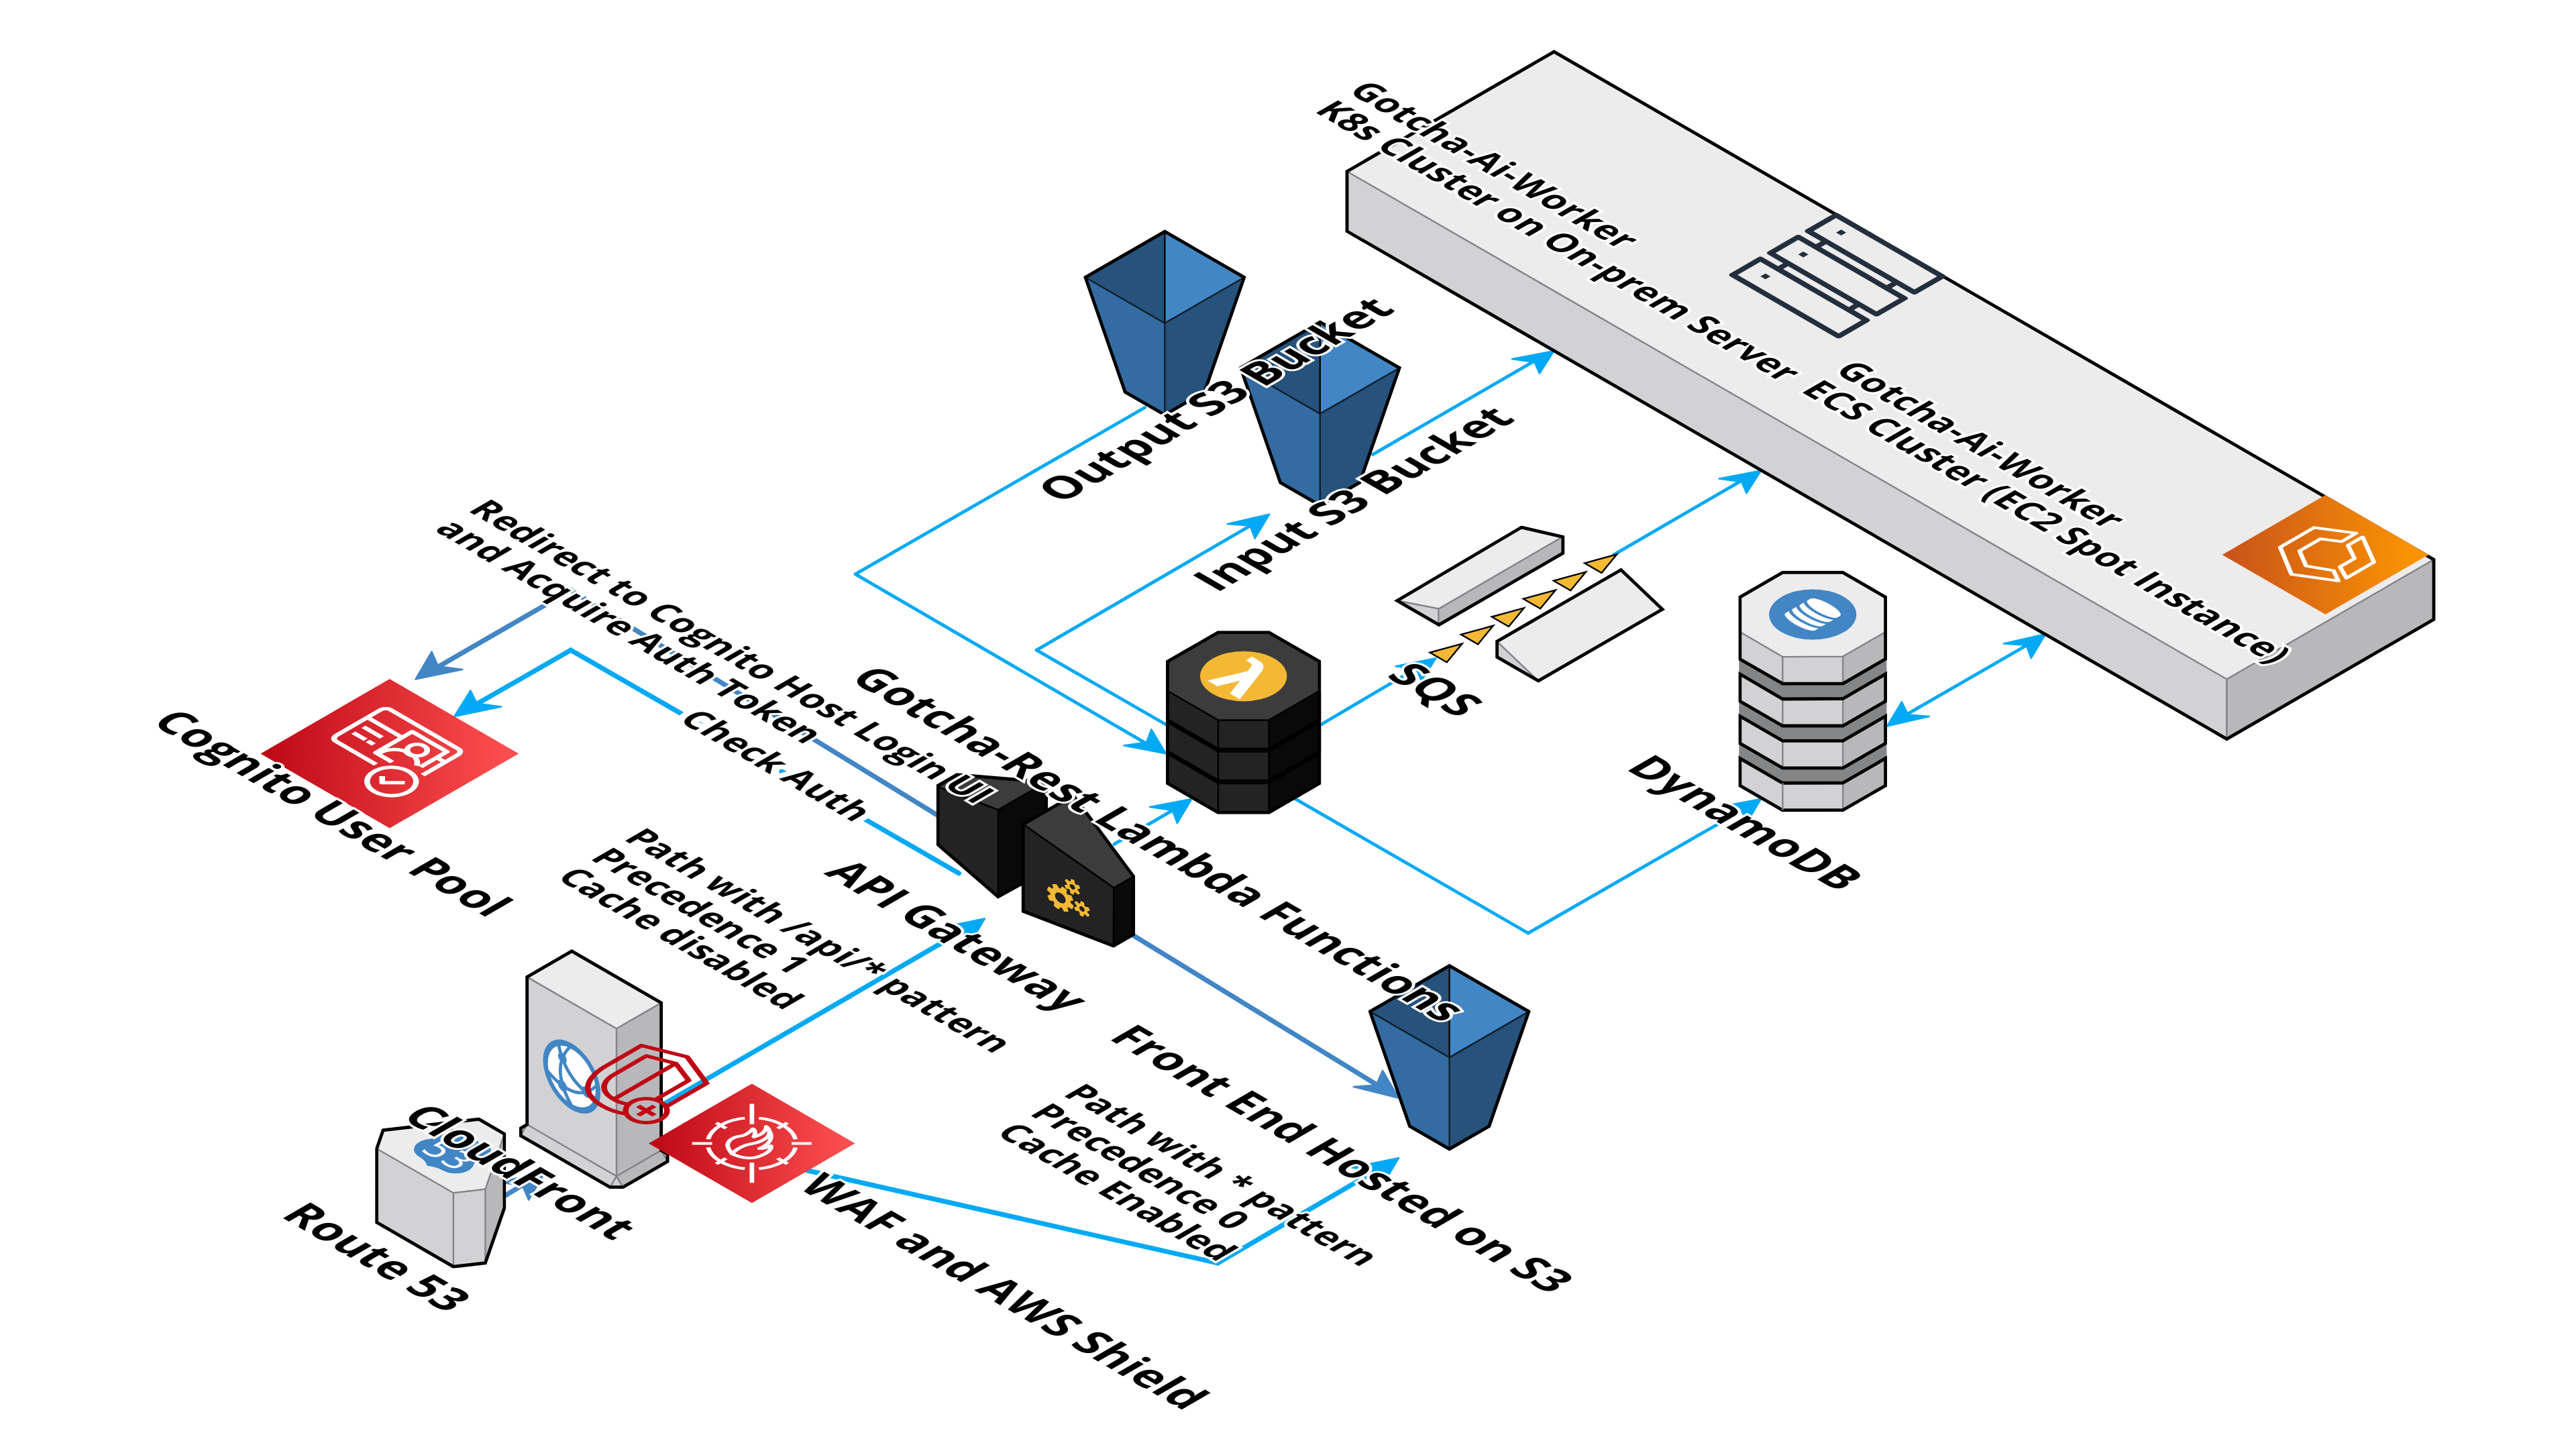 Gotcha-Ai-Worker
K8s Cluster on On-prem Server
Gotcha-Ai-Worker
ECS Cluster (EC2 Spot Instance)
Output S3 Bucket
Input S3 Bucket
SQS
DynamoDB
Redirect to Cognito Host Login UI
and Acquire Auth Token
Check Auth
Cognito User Pool
Gotcha-Rest Lambda Functions
API Gateway
Path with /api/* pattern
Precedence 1
Cache disabled
Front End Hosted on S3
Path with * pattern
Precedence 0
Cache Enabled
CloudFront
53
Route 53
WAF and AWS Shield